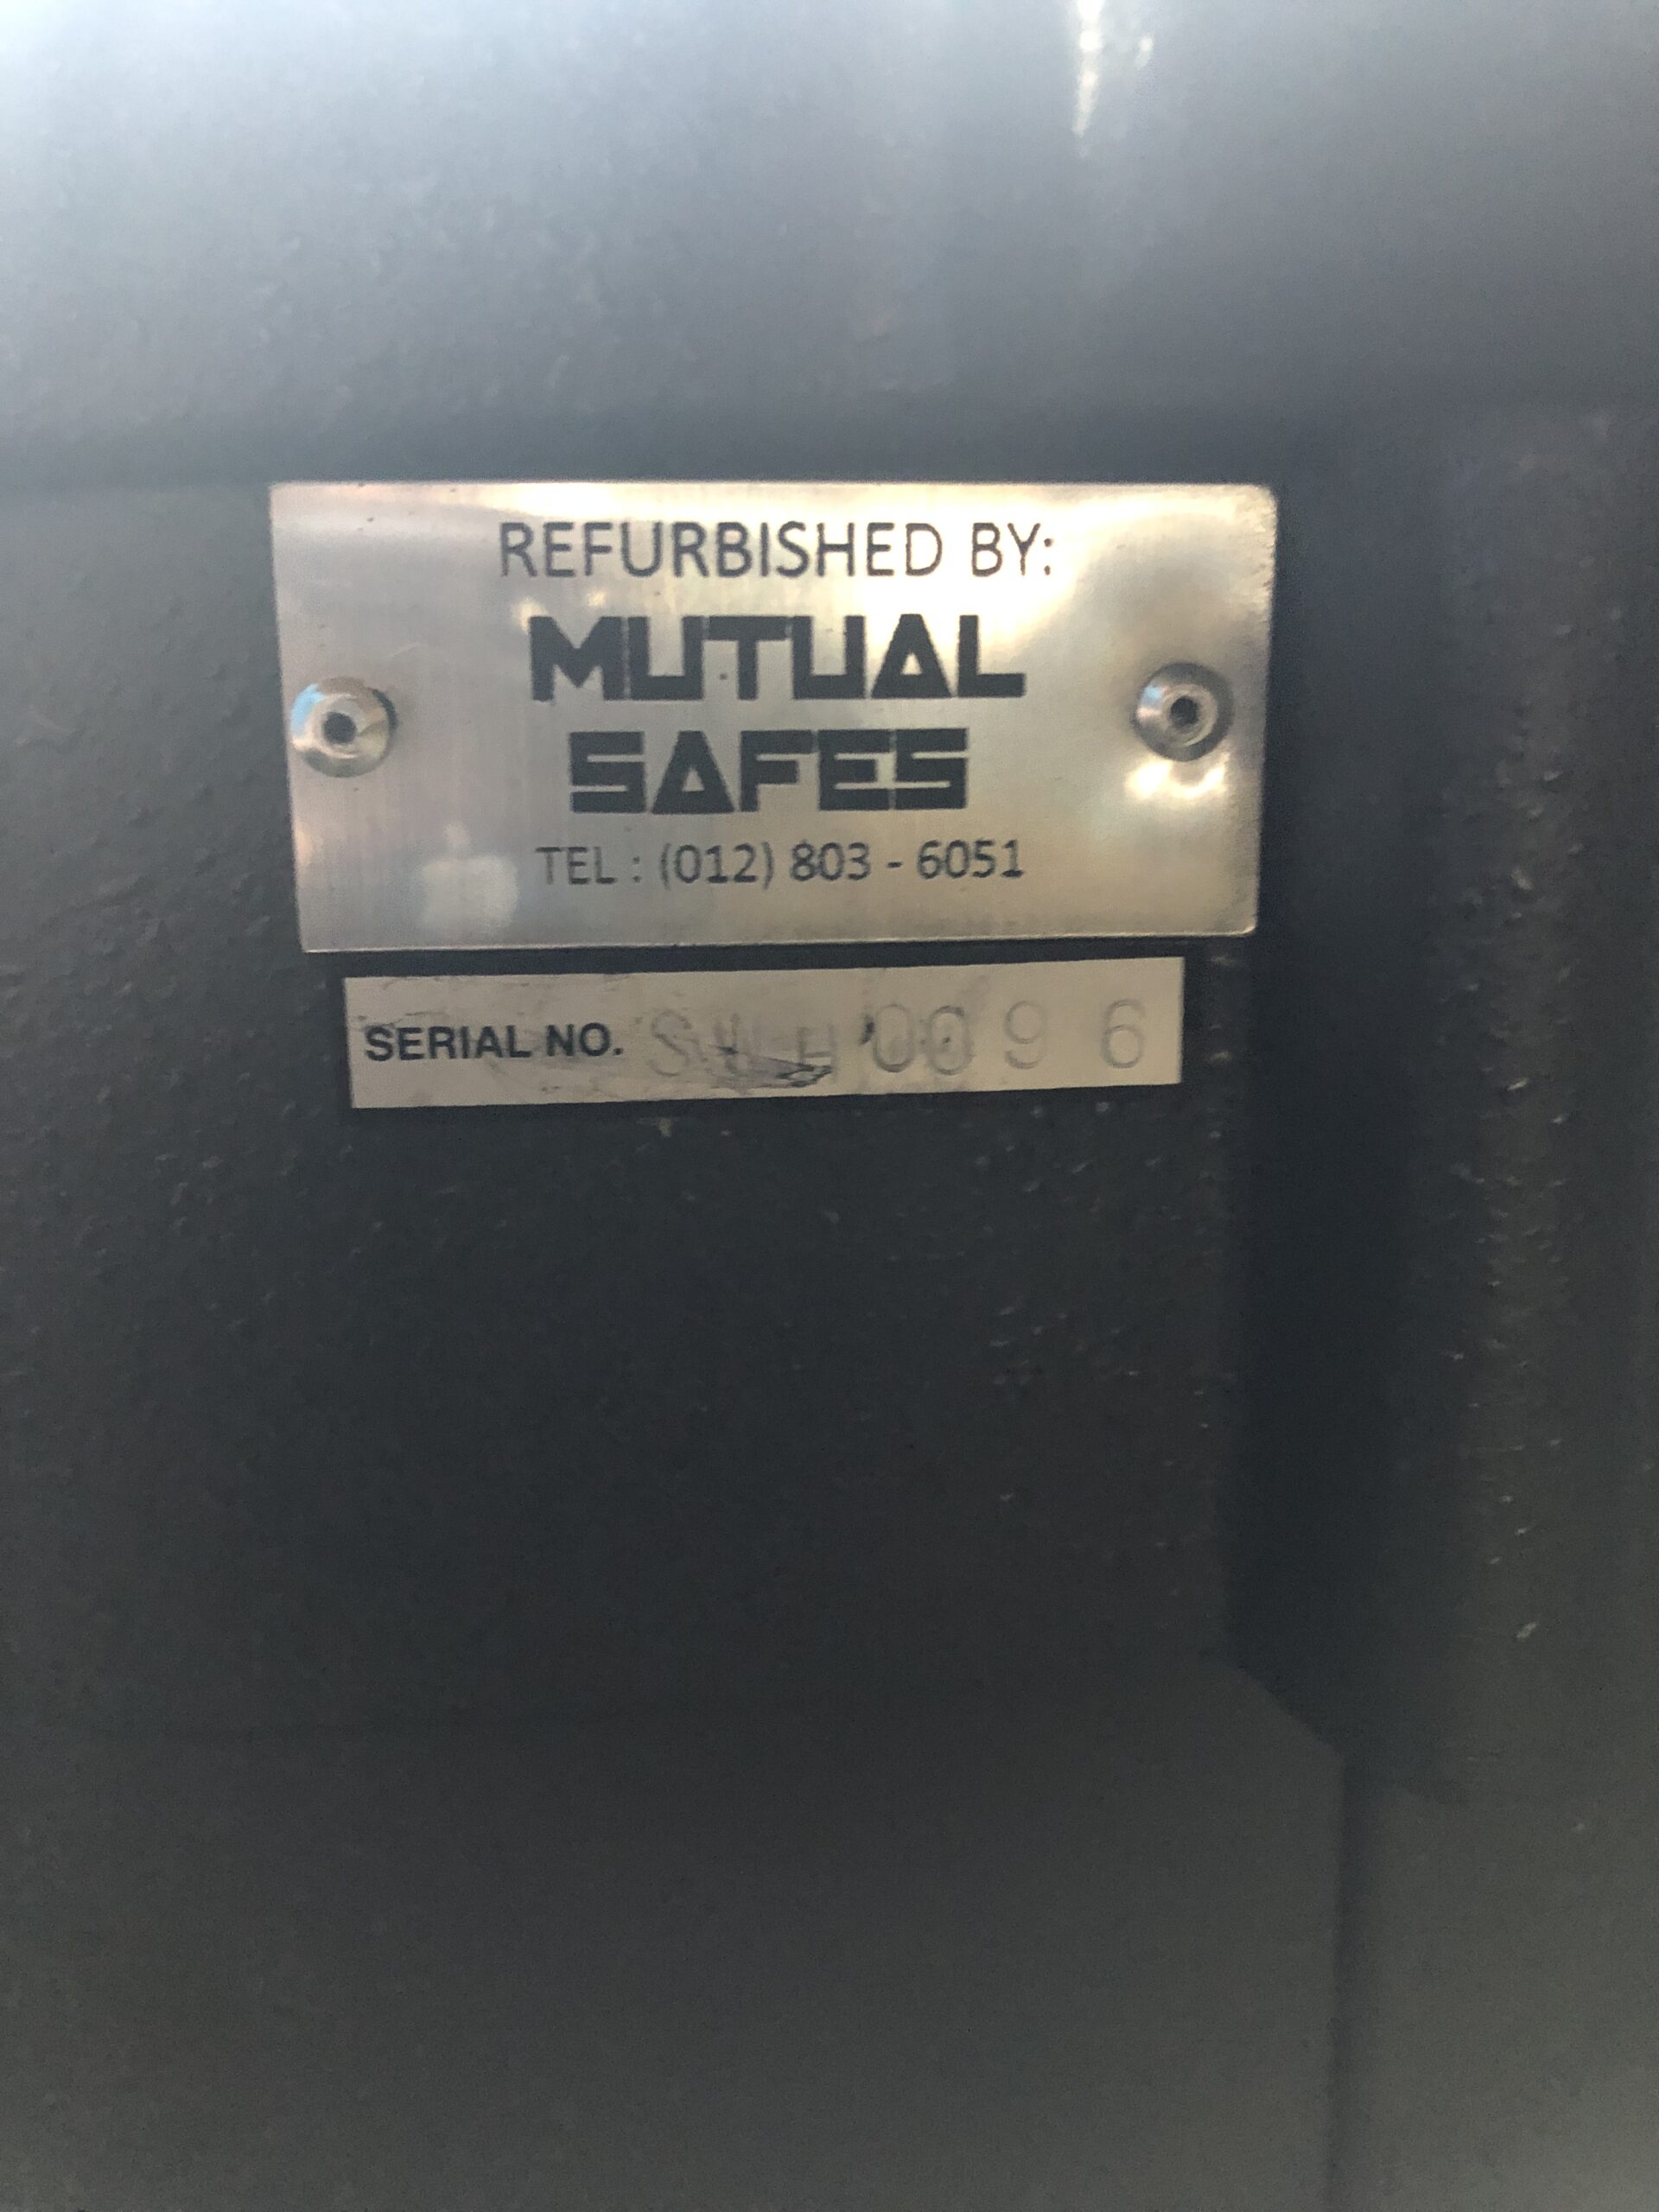 REFURBISHED BY:
MUTUAL
SAFES
TEL : (012) 803 - 6051
SERIAL NO.